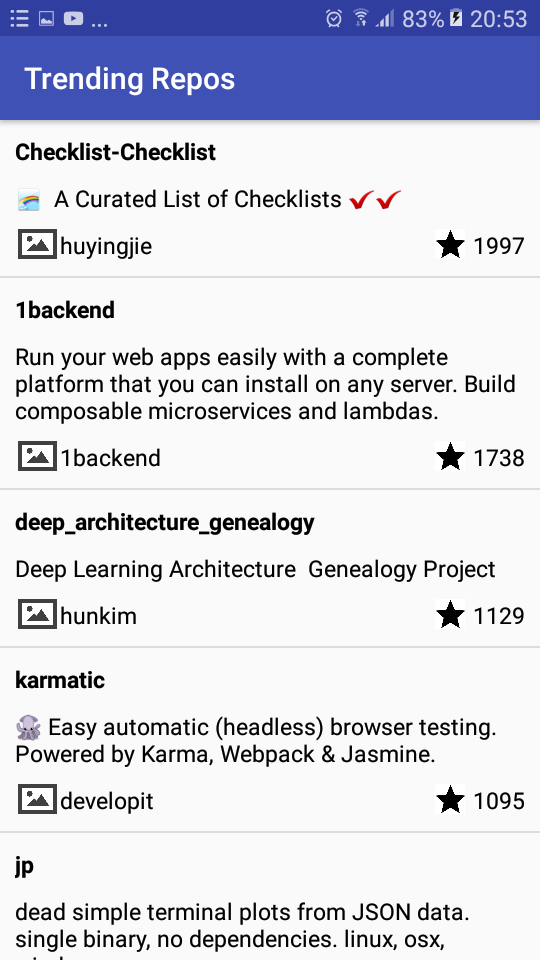 ... 83% 20:53
Trending Repos
Checklist-Checklist
A Curated List of Checklists
huyingjie 1997
1backend
Run your web apps easily with a complete
platform that you can install on any server. Build
composable microservices and lambdas.
1backend 1738
deep_architecture_genealogy
Deep Learning Architecture  Genealogy Project
hunkim 1129
karmatic
Easy automatic (headless) browser testing.
Powered by Karma, Webpack & Jasmine.
developit 1095
jp
dead simple terminal plots from JSON data.
single binary, no dependencies. linux, osx,